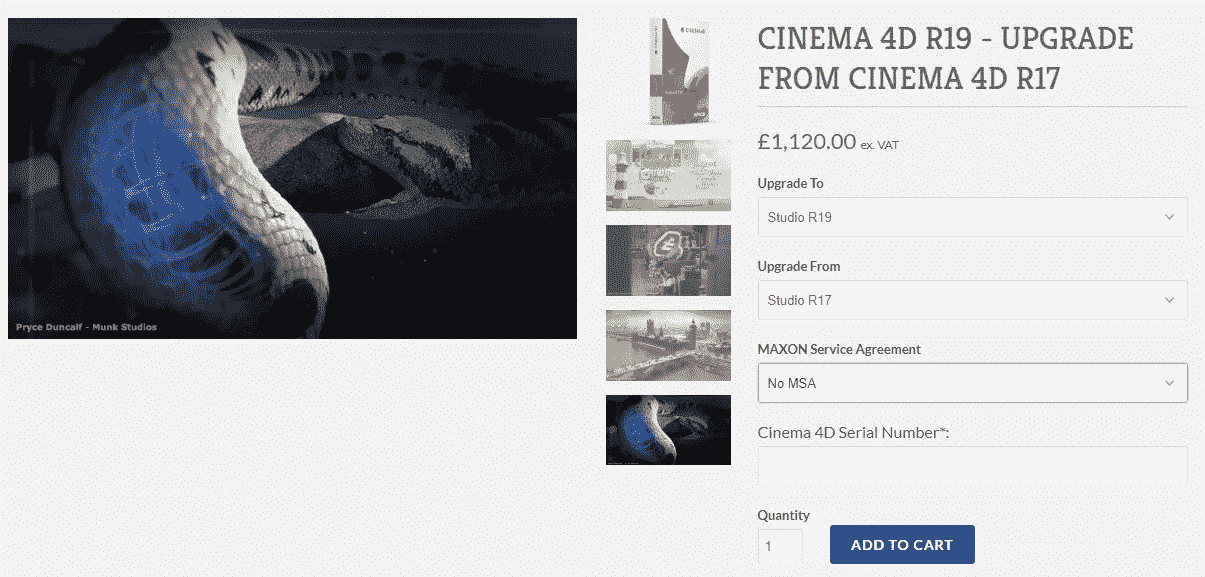 CINEMA 4D R19 - UPGRADE
FROM CINEMA 4D R17
£1,120.00 ex. VAT
Upgrade To
Studio R19
Upgrade From
Studio R17
MAXON Service Agreement
No MSA
Cinema 4D Serial Number*:
Quantity
1
ADD TO CART
Pryce Duncalf - Munk Studios